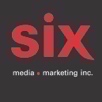 six
media + marketing inc.